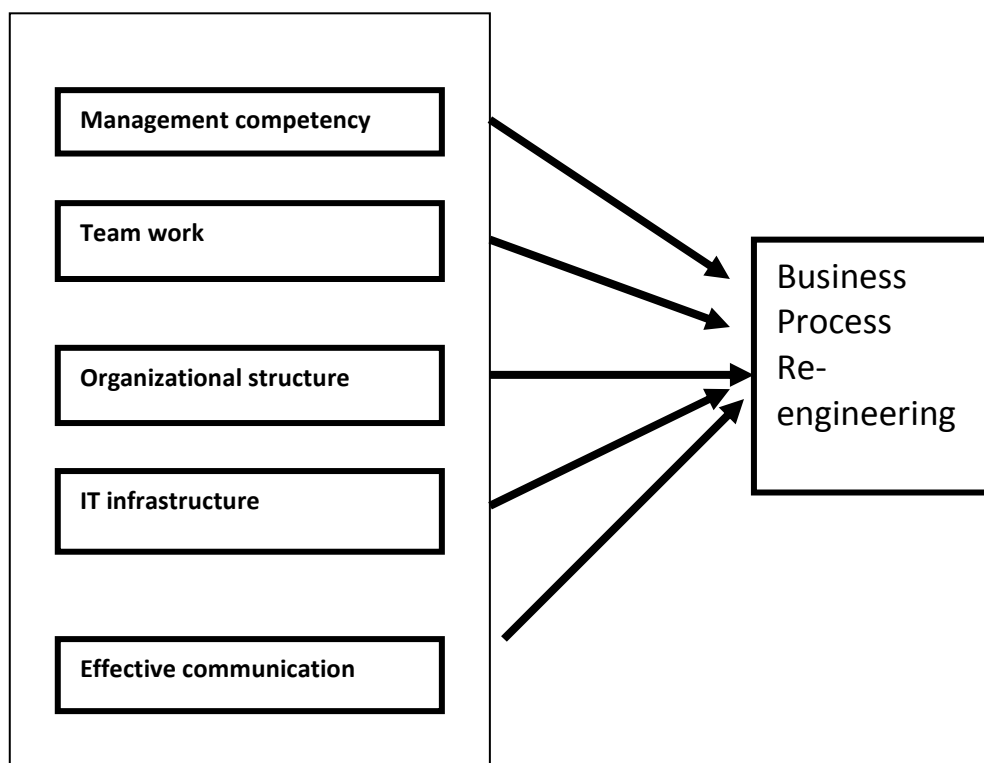 Management competency
Team work
Organizational structure
IT infrastructure
Effective communication
Business
Process
Re-
engineering